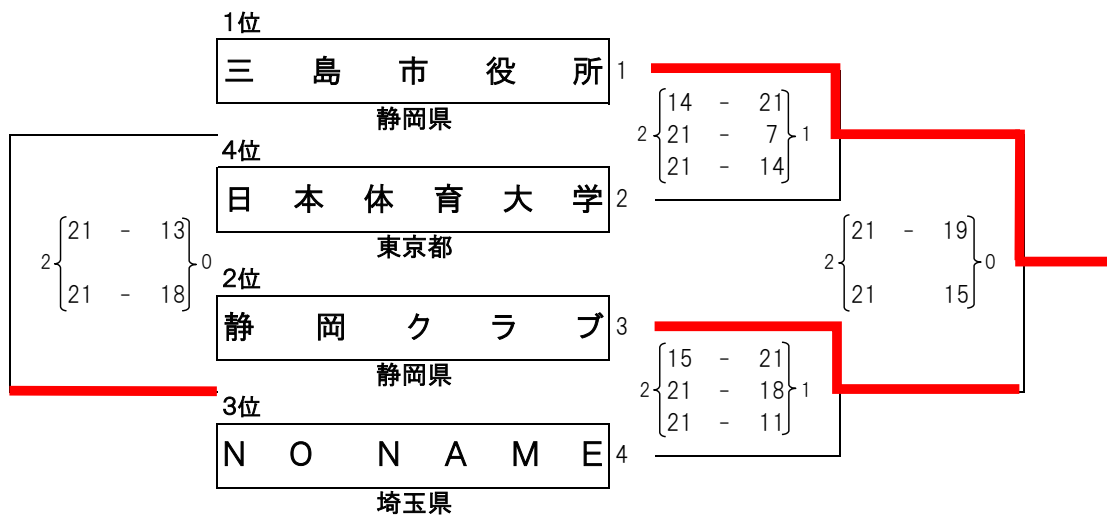 1位
三島市役所 1
静岡県
14 - 21
2 21 - 7 1
21 - 14
4位
日本体育大学 2
東京都
21 - 13
2 0
21 - 18
21 - 19
2 0
21 15
2位
静岡クラブ 3
静岡県
15 - 21
2 21 - 18 1
21 - 11
3位
NO NAME 4
埼玉県